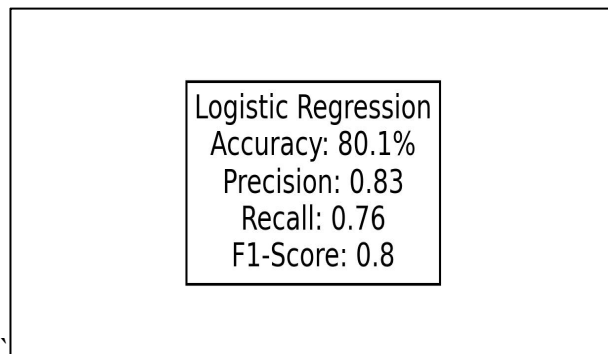 Logistic Regression
Accuracy: 80.1%
Precision: 0.83
Recall: 0.76
F1-Score: 0.8